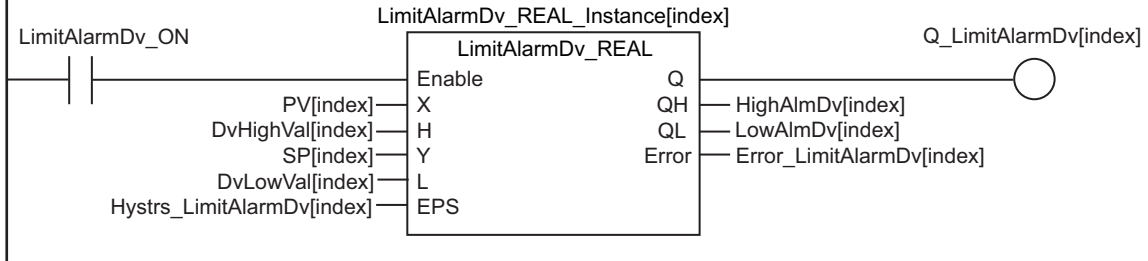 LimitAlarmDv_REAL_Instance[index]
LimitAlarmDv_ON
LimitAlarmDv_REAL
Q_LimitAlarmDv[index]
Enable Q
PV[index] X QH HighAlmDv[index]
DvHighVal[index] H QL LowAlmDv[index]
SP[index] Y Error Error_LimitAlarmDv[index]
DvLowVal[index] L
Hystrs_LimitAlarmDv[index] EPS